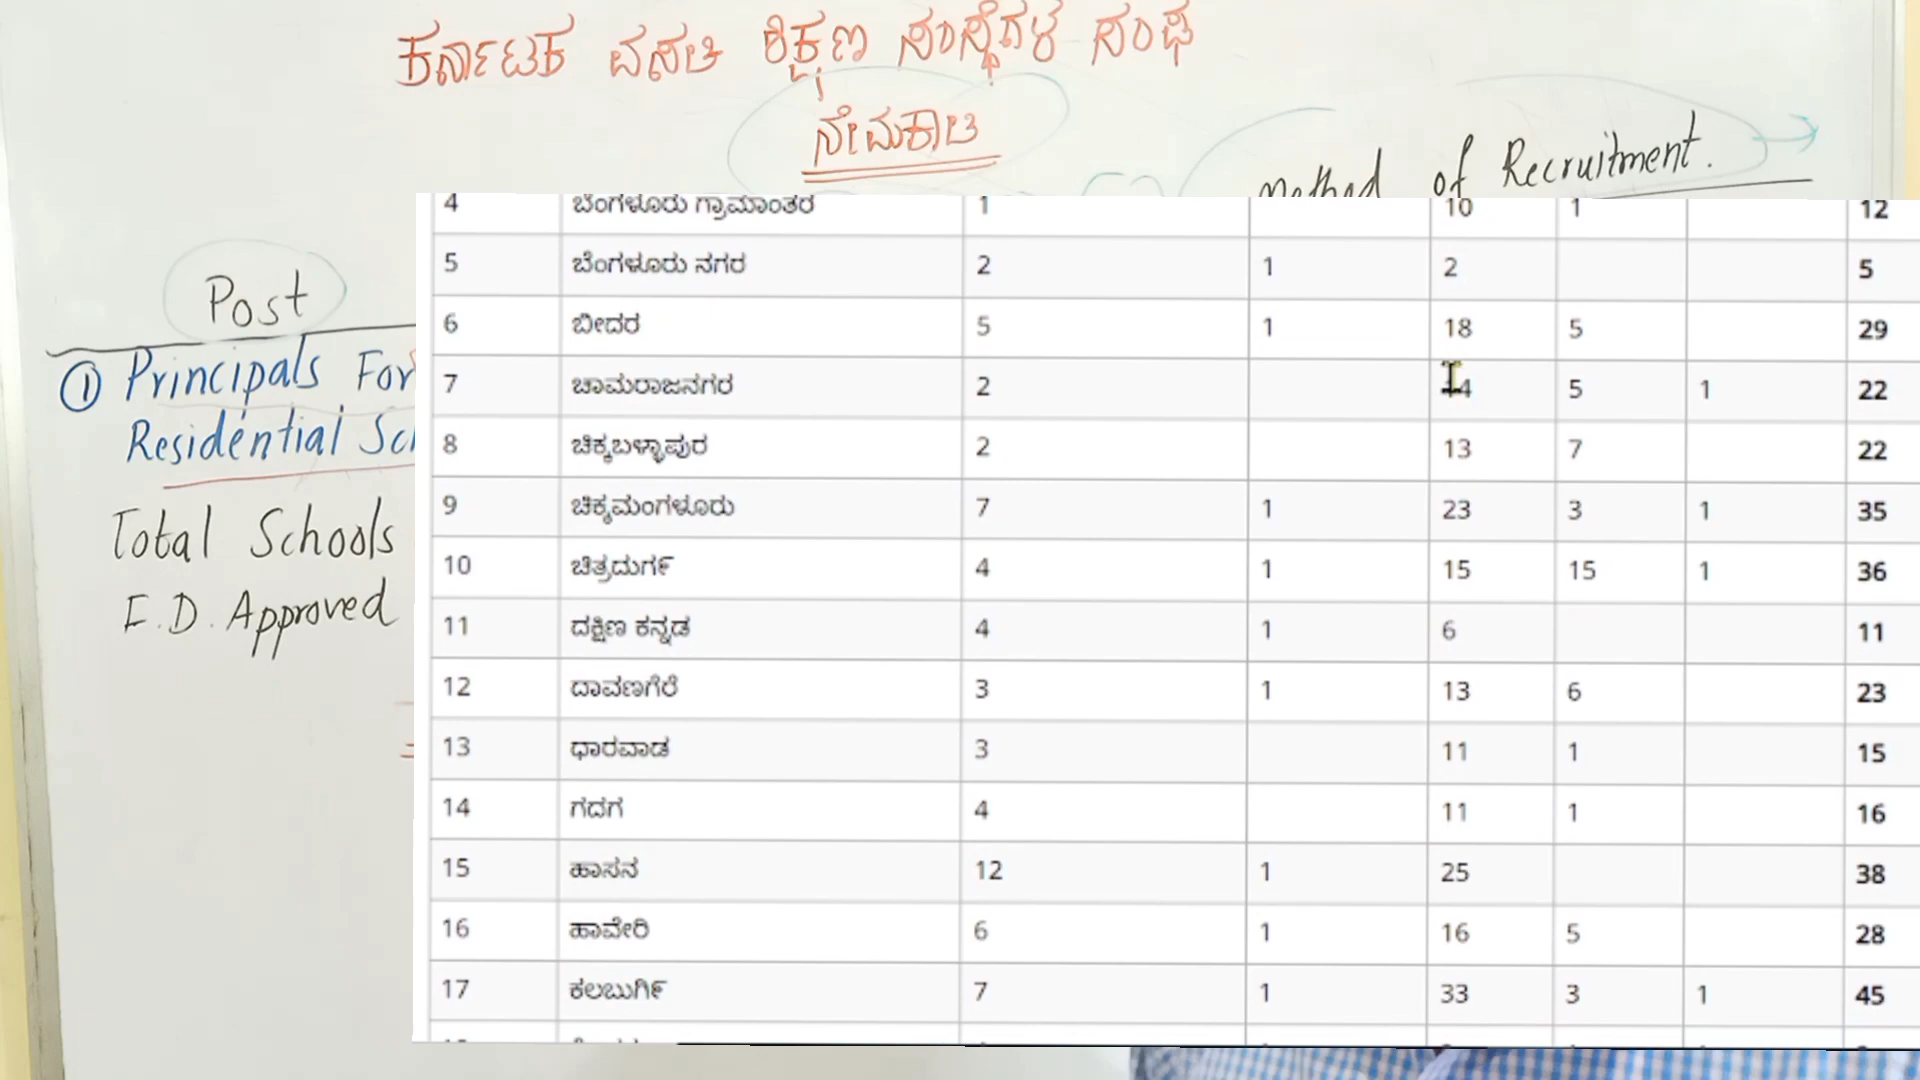 ಕರ್ನಾಟಕ ವಸತಿ ಶಿಕ್ಷಣ ಸಂಸ್ಥೆಗಳ ಸಂಘ
ನೇಮಕಾತಿ
Method of Recruitment.
Post
① Principals For
Residential Sc
Total Schools
F.D. Approved
4 ಬೆಂಗಳೂರು ಗ್ರಾಮಾಂತರ 1 10 1 12
5 ಬೆಂಗಳೂರು ನಗರ 2 1 2 5
6 ಬೀದರ 5 1 18 5 29
7 ಚಾಮರಾಜನಗರ 2 14 5 1 22
8 ಚಿಕ್ಕಬಳ್ಳಾಪುರ 2 13 7 22
9 ಚಿಕ್ಕಮಂಗಳೂರು 7 1 23 3 1 35
10 ಚಿತ್ರದುರ್ಗ 4 1 15 15 1 36
11 ದಕ್ಷಿಣ ಕನ್ನಡ 4 1 6 11
12 ದಾವಣಗೆರೆ 3 1 13 6 23
13 ಧಾರವಾಡ 3 11 1 15
14 ಗದಗ 4 11 1 16
15 ಹಾಸನ 12 1 25 38
16 ಹಾವೇರಿ 6 1 16 5 28
17 ಕಲಬುರ್ಗಿ 7 1 33 3 1 45